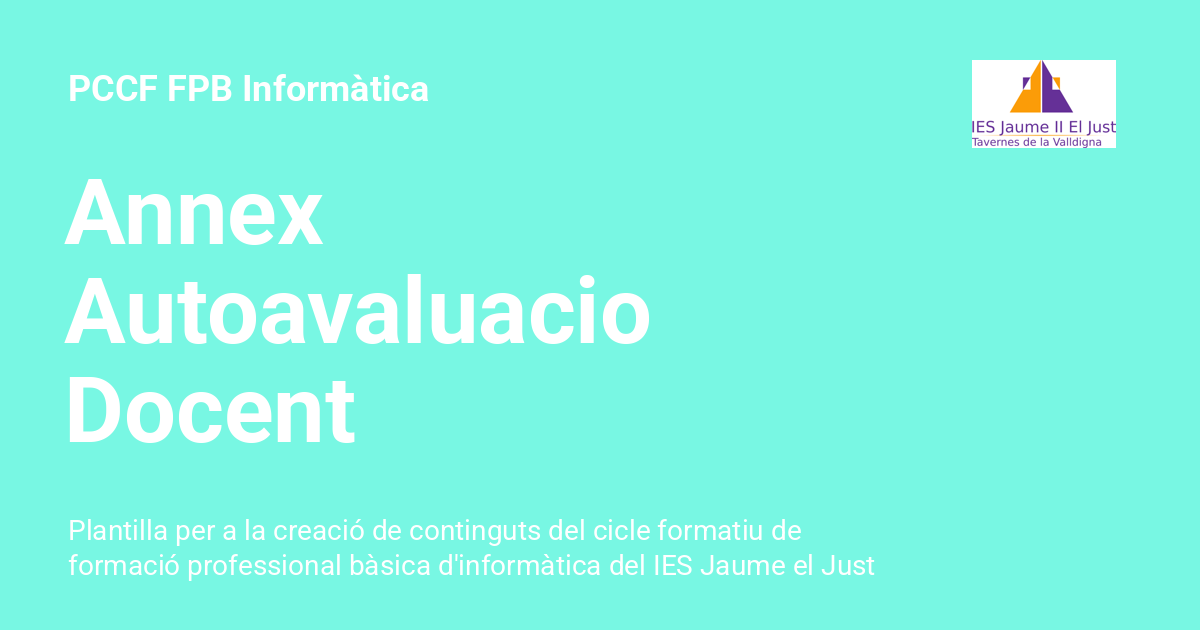 PCCF FPB Informàtica
IES Jaume II El Just
Tavernes de la Valldigna
Annex
Autoavaluacio
Docent
Plantilla per a la creació de continguts del cicle formatiu de
formació professional bàsica d'informàtica del IES Jaume el Just